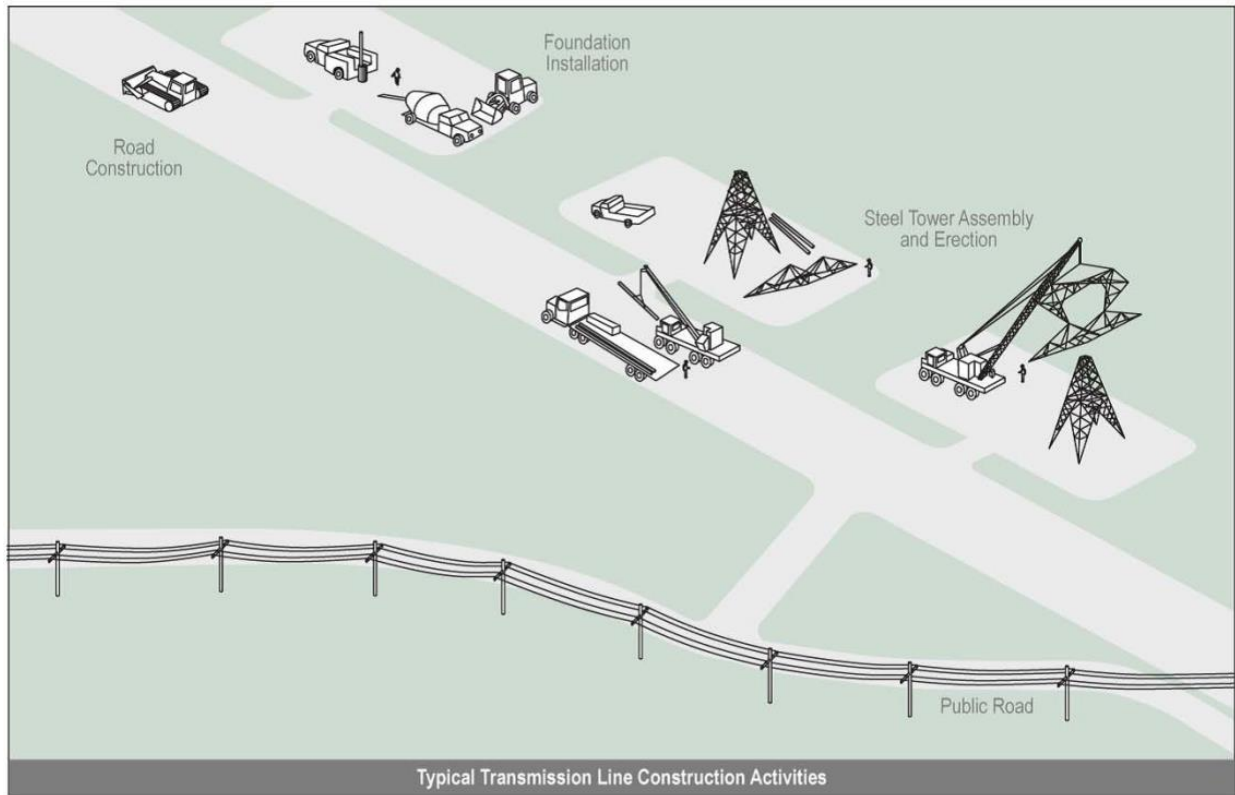 Foundation
Installation
Road
Construction
Steel Tower Assembly
and Erection
Public Road
Typical Transmission Line Construction Activities